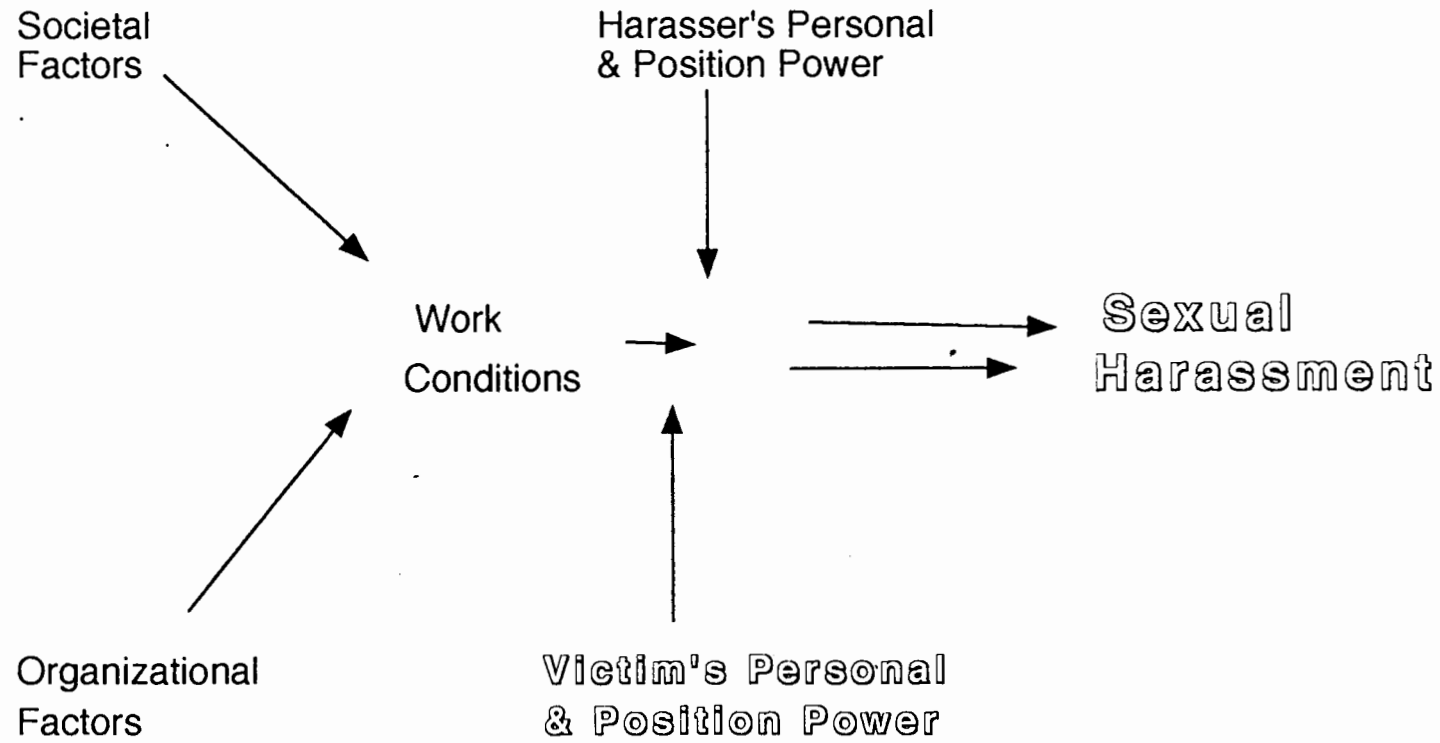 Societal
Factors
Harasser's Personal
& Position Power
Work
Conditions
Sexual
Harassment
Organizational
Factors
Victim's Personal
& Position Power